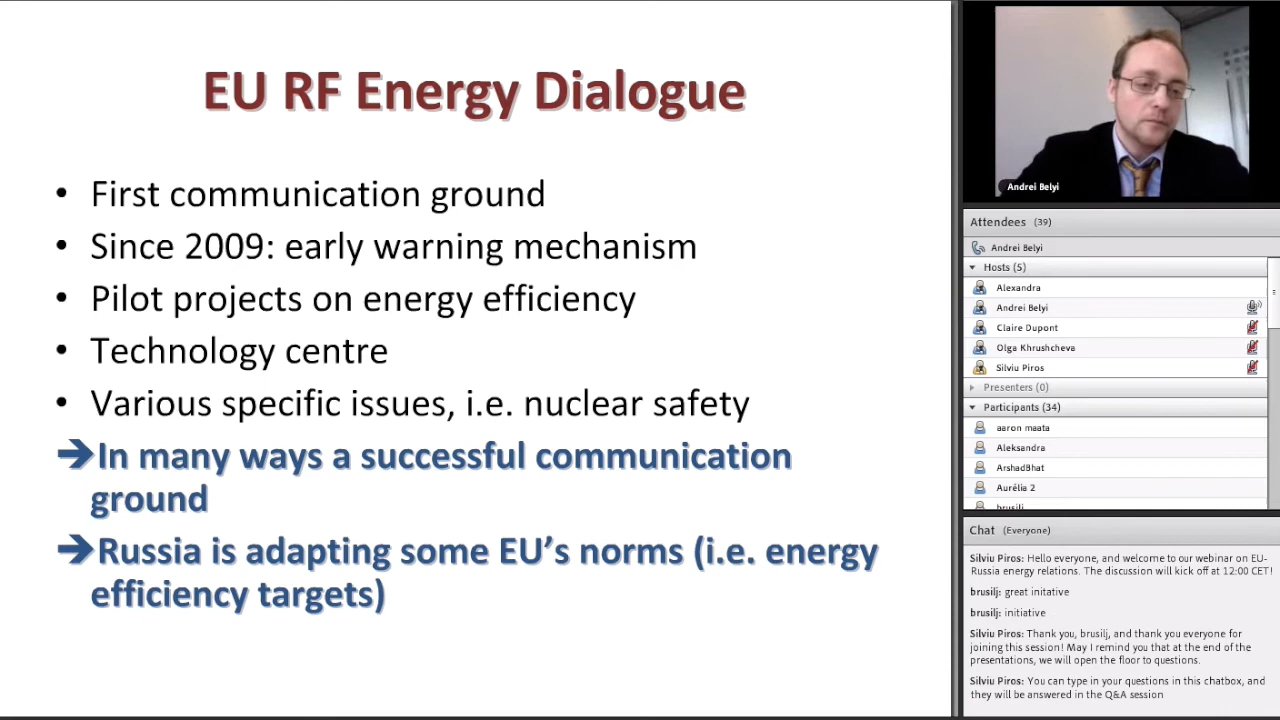 EU RF Energy Dialogue
• First communication ground
• Since 2009: early warning mechanism
• Pilot projects on energy efficiency
• Technology centre
• Various specific issues, i.e. nuclear safety
➔In many ways a successful communication
ground
➔Russia is adapting some EU’s norms (i.e. energy
efficiency targets)
Andrei Belyi
Attendees (39)
Andrei Belyi
Hosts (5)
Alexandra
Andrei Belyi
Claire Dupont
Olga Khrushcheva
Silviu Piros
Presenters (0)
Participants (34)
aaron maata
Aleksandra
ArshadBhat
Aurélia 2
brusilj
Chat (Everyone)
Silviu Piros: Hello everyone, and welcome to our webinar on EU-
Russia energy relations. The discussion will kick off at 12:00 CET!
brusilj: great initative
brusilj: initiative
Silviu Piros: Thank you, brusilj, and thank you everyone for
joining this session! May I remind you that at the end of the
presentations, we will open the floor to questions.
Silviu Piros: You can type in your questions in this chatbox, and
they will be answered in the Q&A session